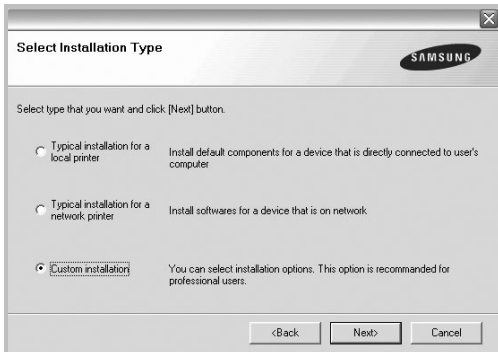 Select Installation Type
SAMSUNG
Select type that you want and click [Next] button.
Typical installation for a
local printer
Install default components for a device that is directly connected to user's
computer
Typical installation for a
network printer
Install softwares for a device that is on network
Custom installation
You can select installation options. This option is recommanded for
professional users.
<Back
Next>
Cancel